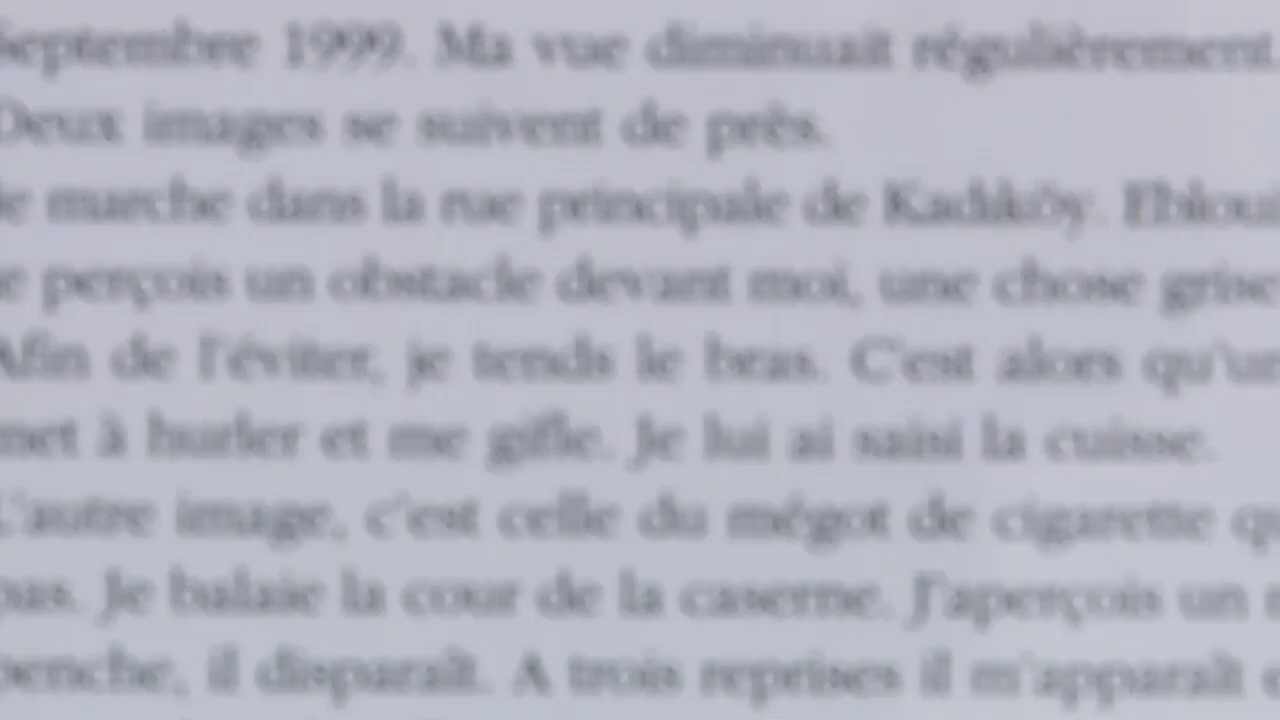 Septembre 1999. Ma vue diminuait régulièrement.
Deux images se suivent de près.
Je marche dans la rue principale de Kadıköy. Ebloui
je perçois un obstacle devant moi, une chose grise
Afin de l'éviter, je tends le bras. C'est alors
met à hurler et me gifle. Je lui ai saisi la cuisse.
L'autre image, c'est celle du mégot de cigarette
pas. Je balaie la cour de la caserne. J'aperçois un
penche, il disparaît. A trois reprises il m'apparaît